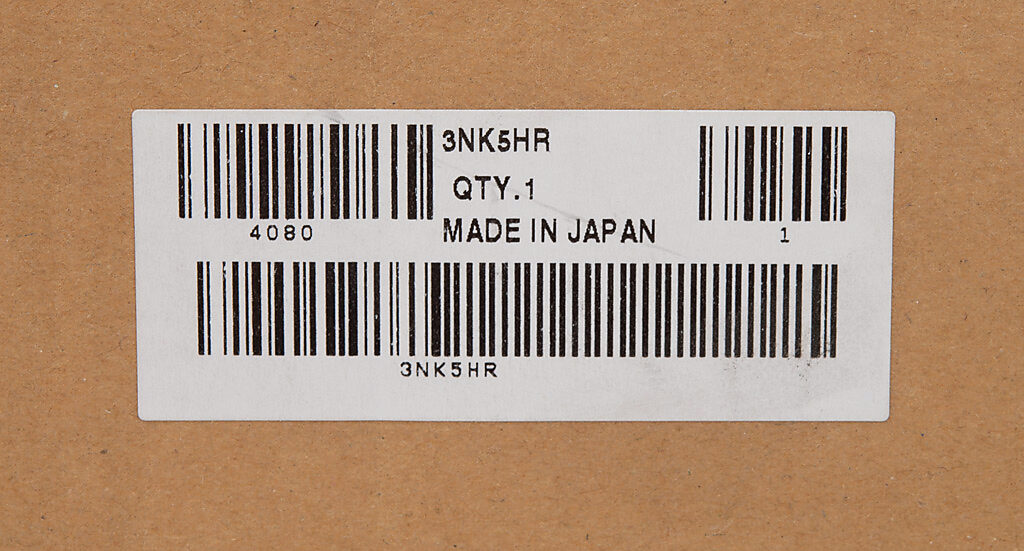 3NK5HR
QTY.1
4080
MADE IN JAPAN
1
3NK5HR